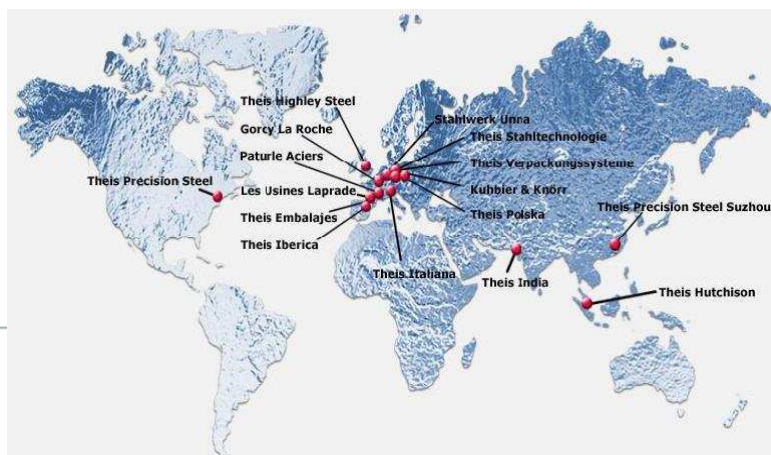 Theis Highley Steel
Stahlwerk Unna
Gorcy La Roche
Theis Stahltechnologie
Paturle Aciers
Theis Verpackungssysteme
Theis Precision Steel
Les Usines Laprade
Kuhbier & Knörr
Theis Embalajes
Theis Polska
Theis Precision Steel Suzhou
Theis Iberica
Theis Italiana
Theis India
Theis Hutchison